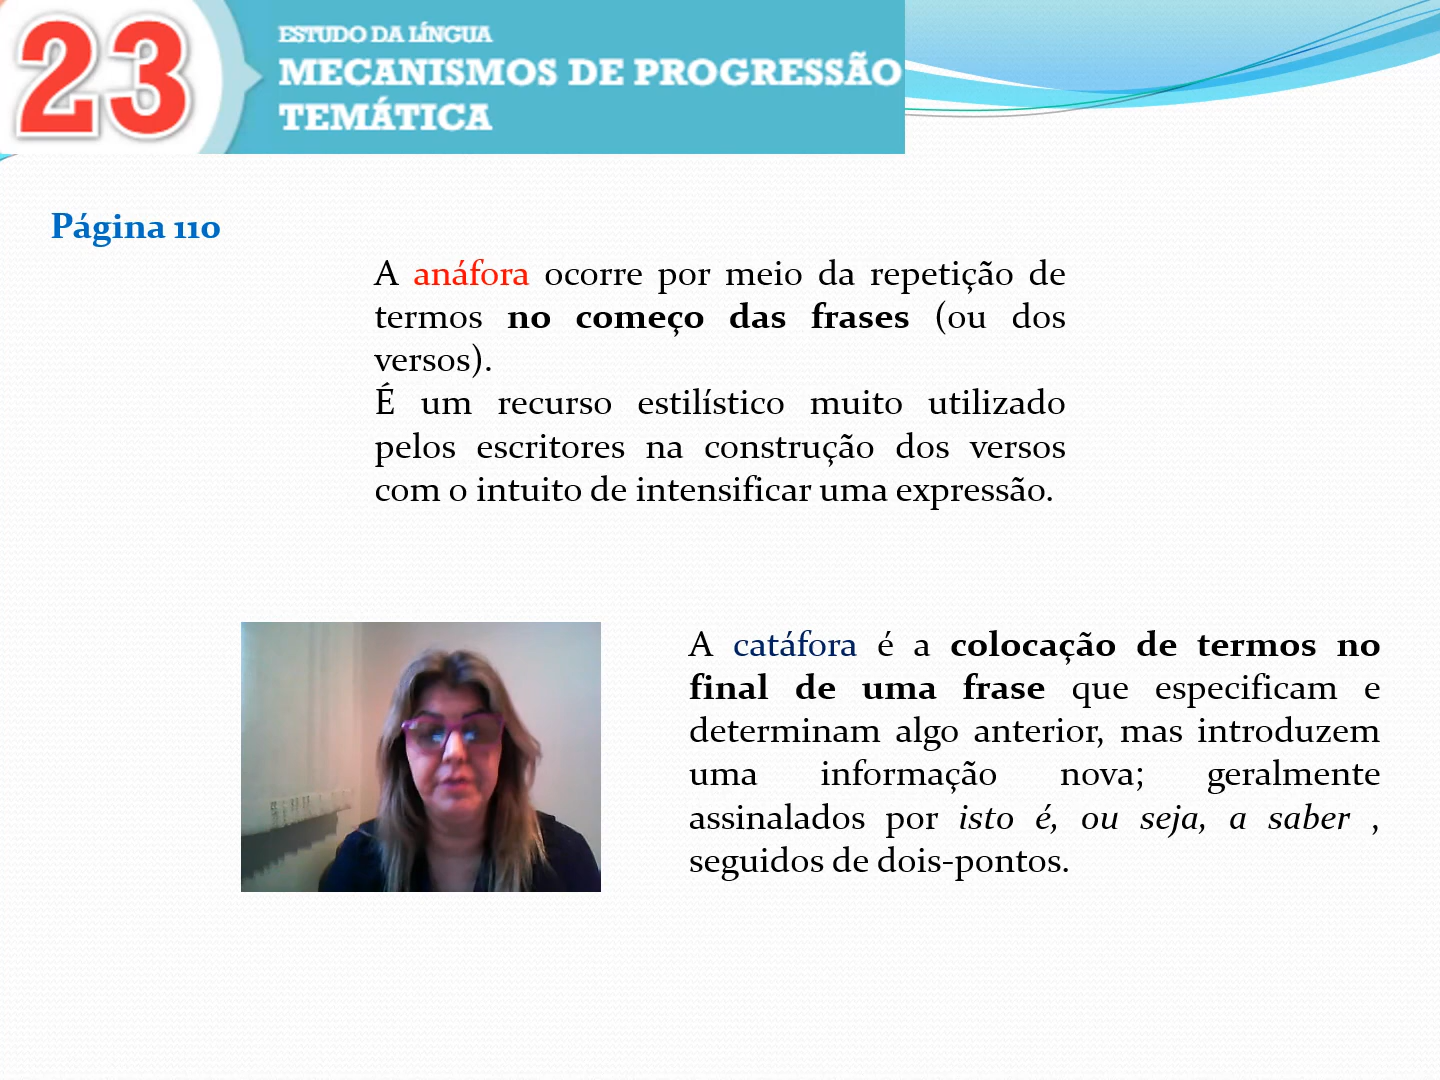 23
ESTUDO DA LÍNGUA
MECANISMOS DE PROGRESSÃO
TEMÁTICA
Página 110
A anáfora ocorre por meio da repetição de
termos no começo das frases (ou dos
versos).
É um recurso estilístico muito utilizado
pelos escritores na construção dos versos
com o intuito de intensificar uma expressão.
A catáfora é a colocação de termos no
final de uma frase que especificam e
determinam algo anterior, mas introduzem
uma informação nova; geralmente
assinalados por isto é, ou seja, a saber ,
seguidos de dois-pontos.